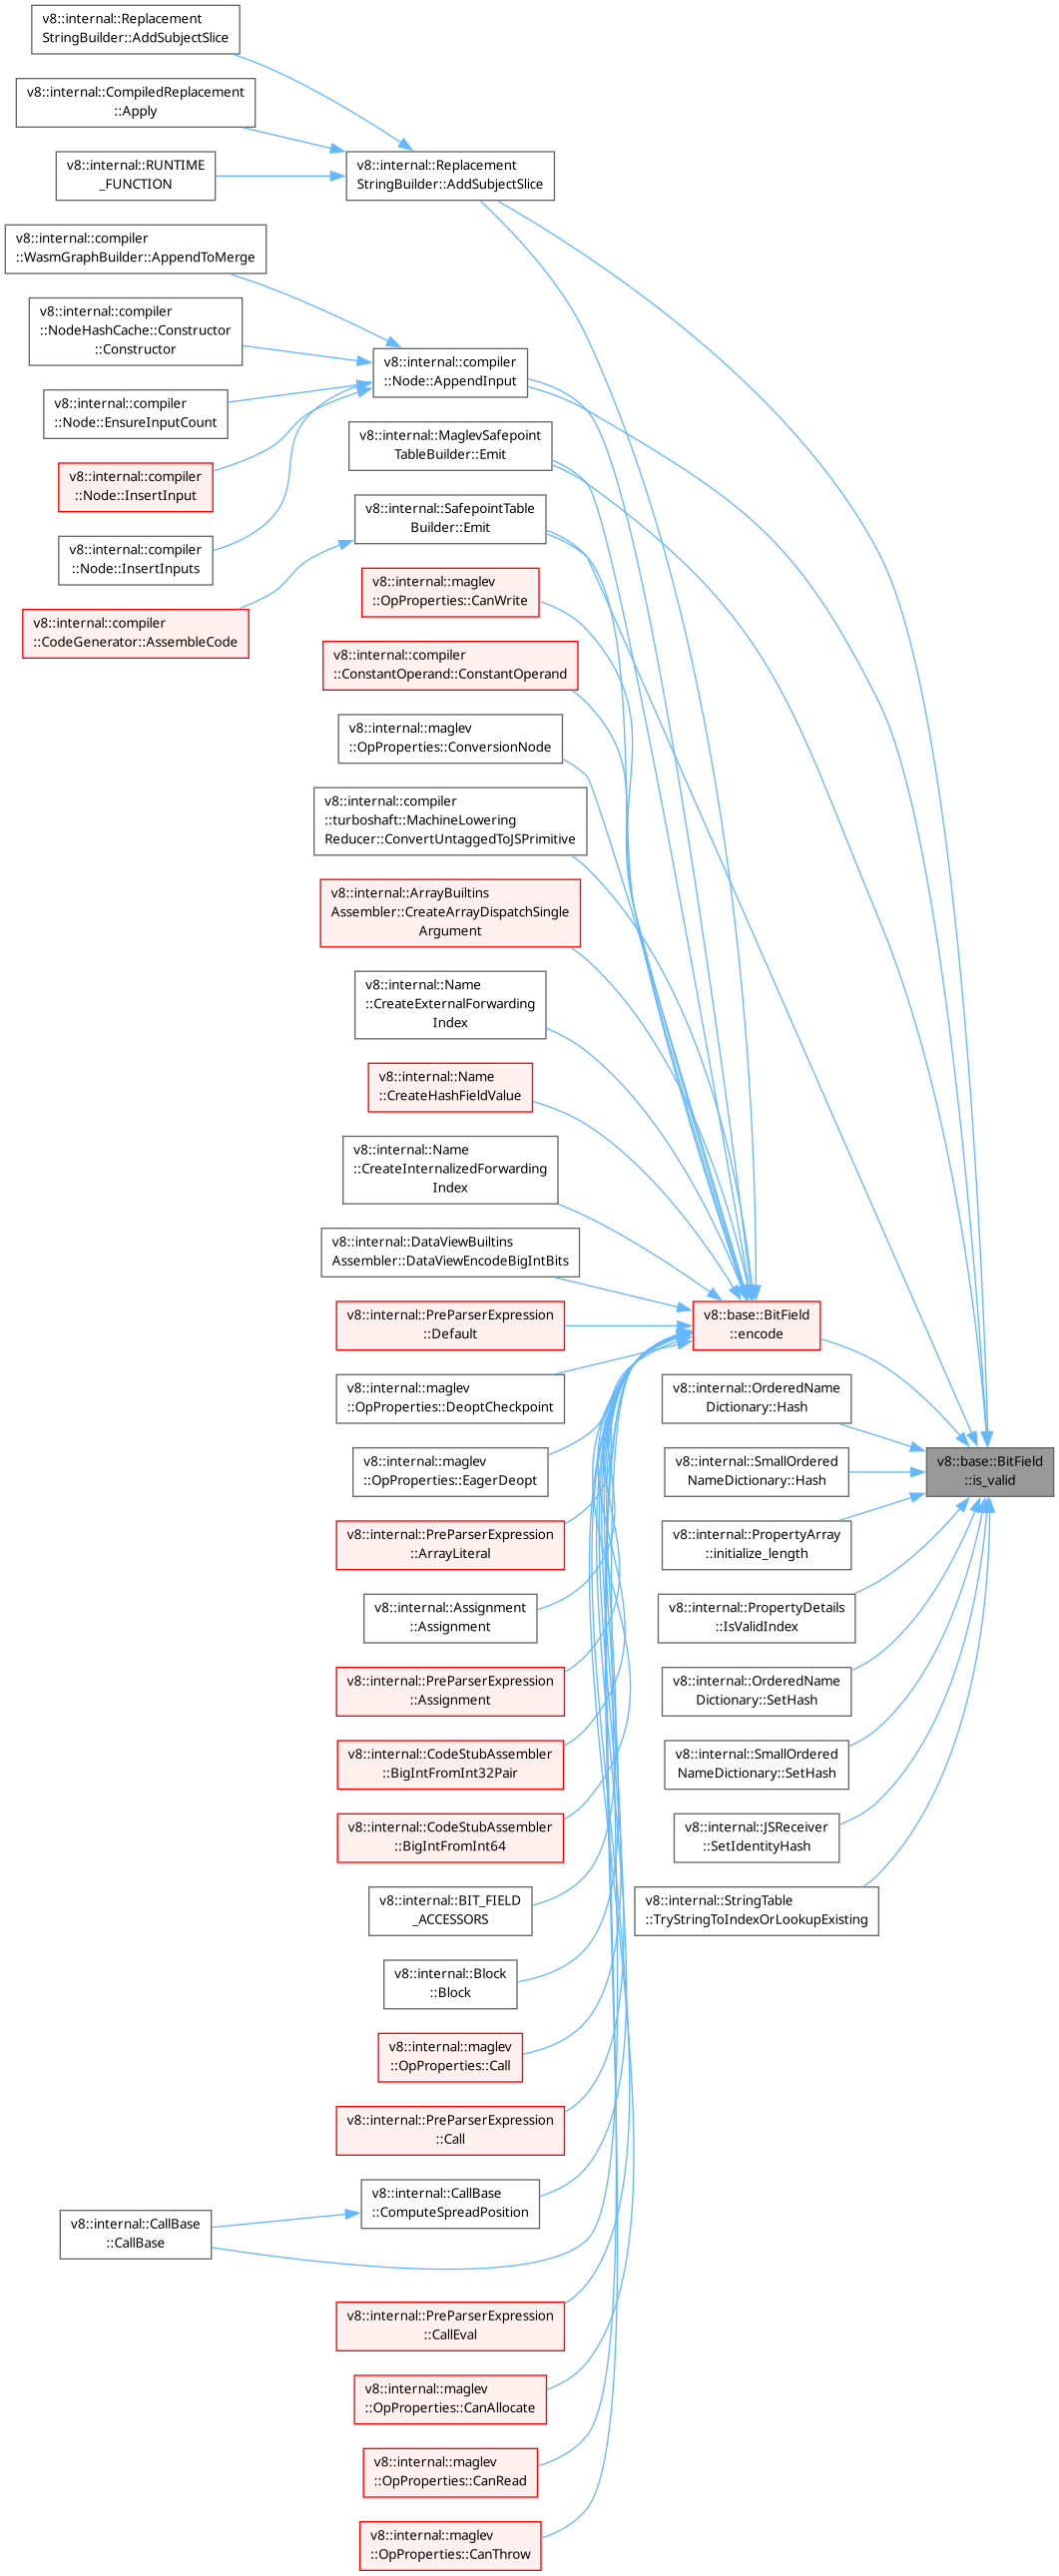 v8::internal::Replacement
StringBuilder::AddSubjectSlice
v8::internal::CompiledReplacement
::Apply
v8::internal::RUNTIME
_FUNCTION
v8::internal::Replacement
StringBuilder::AddSubjectSlice
v8::internal::compiler
::WasmGraphBuilder::AppendToMerge
v8::internal::compiler
::NodeHashCache::Constructor
::Constructor
v8::internal::compiler
::Node::AppendInput
v8::internal::compiler
::Node::EnsureInputCount
v8::internal::MaglevSafepoint
TableBuilder::Emit
v8::internal::compiler
::Node::InsertInput
v8::internal::SafepointTable
Builder::Emit
v8::internal::compiler
::Node::InsertInputs
v8::internal::maglev
::OpProperties::CanWrite
v8::internal::compiler
::CodeGenerator::AssembleCode
v8::internal::compiler
::ConstantOperand::ConstantOperand
v8::internal::maglev
::OpProperties::ConversionNode
v8::internal::compiler
::turboshaft::MachineLowering
Reducer::ConvertUntaggedToJSPrimitive
v8::internal::ArrayBuiltins
Assembler::CreateArrayDispatchSingle
Argument
v8::internal::Name
::CreateExternalForwarding
Index
v8::internal::Name
::CreateHashFieldValue
v8::internal::Name
::CreateInternalizedForwarding
Index
v8::internal::DataViewBuiltins
Assembler::DataViewEncodeBigIntBits
v8::internal::PreParserExpression
::Default
v8::base::BitField
::encode
v8::internal::maglev
::OpProperties::DeoptCheckpoint
v8::internal::OrderedName
Dictionary::Hash
v8::internal::maglev
::OpProperties::EagerDeopt
v8::internal::SmallOrdered
NameDictionary::Hash
v8::base::BitField
::is_valid
v8::internal::PreParserExpression
::ArrayLiteral
v8::internal::PropertyArray
::initialize_length
v8::internal::Assignment
::Assignment
v8::internal::PropertyDetails
::IsValidIndex
v8::internal::PreParserExpression
::Assignment
v8::internal::OrderedName
Dictionary::SetHash
v8::internal::CodeStubAssembler
::BigIntFromInt32Pair
v8::internal::SmallOrdered
NameDictionary::SetHash
v8::internal::CodeStubAssembler
::BigIntFromInt64
v8::internal::JSReceiver
::SetIdentityHash
v8::internal::BIT_FIELD
_ACCESSORS
v8::internal::StringTable
::TryStringToIndexOrLookupExisting
v8::internal::Block
::Block
v8::internal::maglev
::OpProperties::Call
v8::internal::PreParserExpression
::Call
v8::internal::CallBase
::ComputeSpreadPosition
v8::internal::CallBase
::CallBase
v8::internal::PreParserExpression
::CallEval
v8::internal::maglev
::OpProperties::CanAllocate
v8::internal::maglev
::OpProperties::CanRead
v8::internal::maglev
::OpProperties::CanThrow